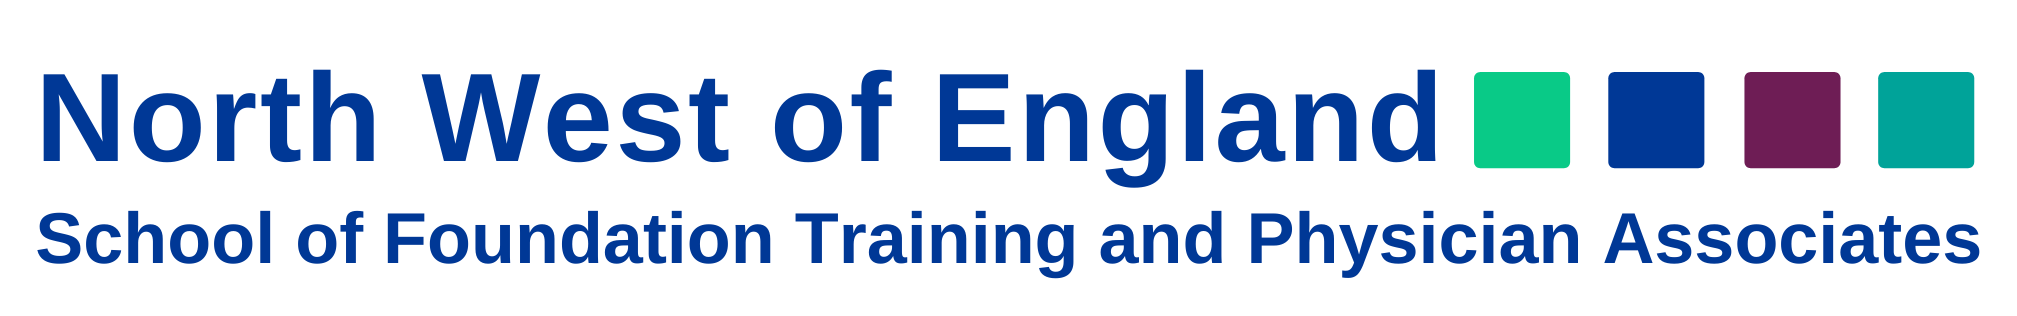 North West of England
School of Foundation Training and Physician Associates